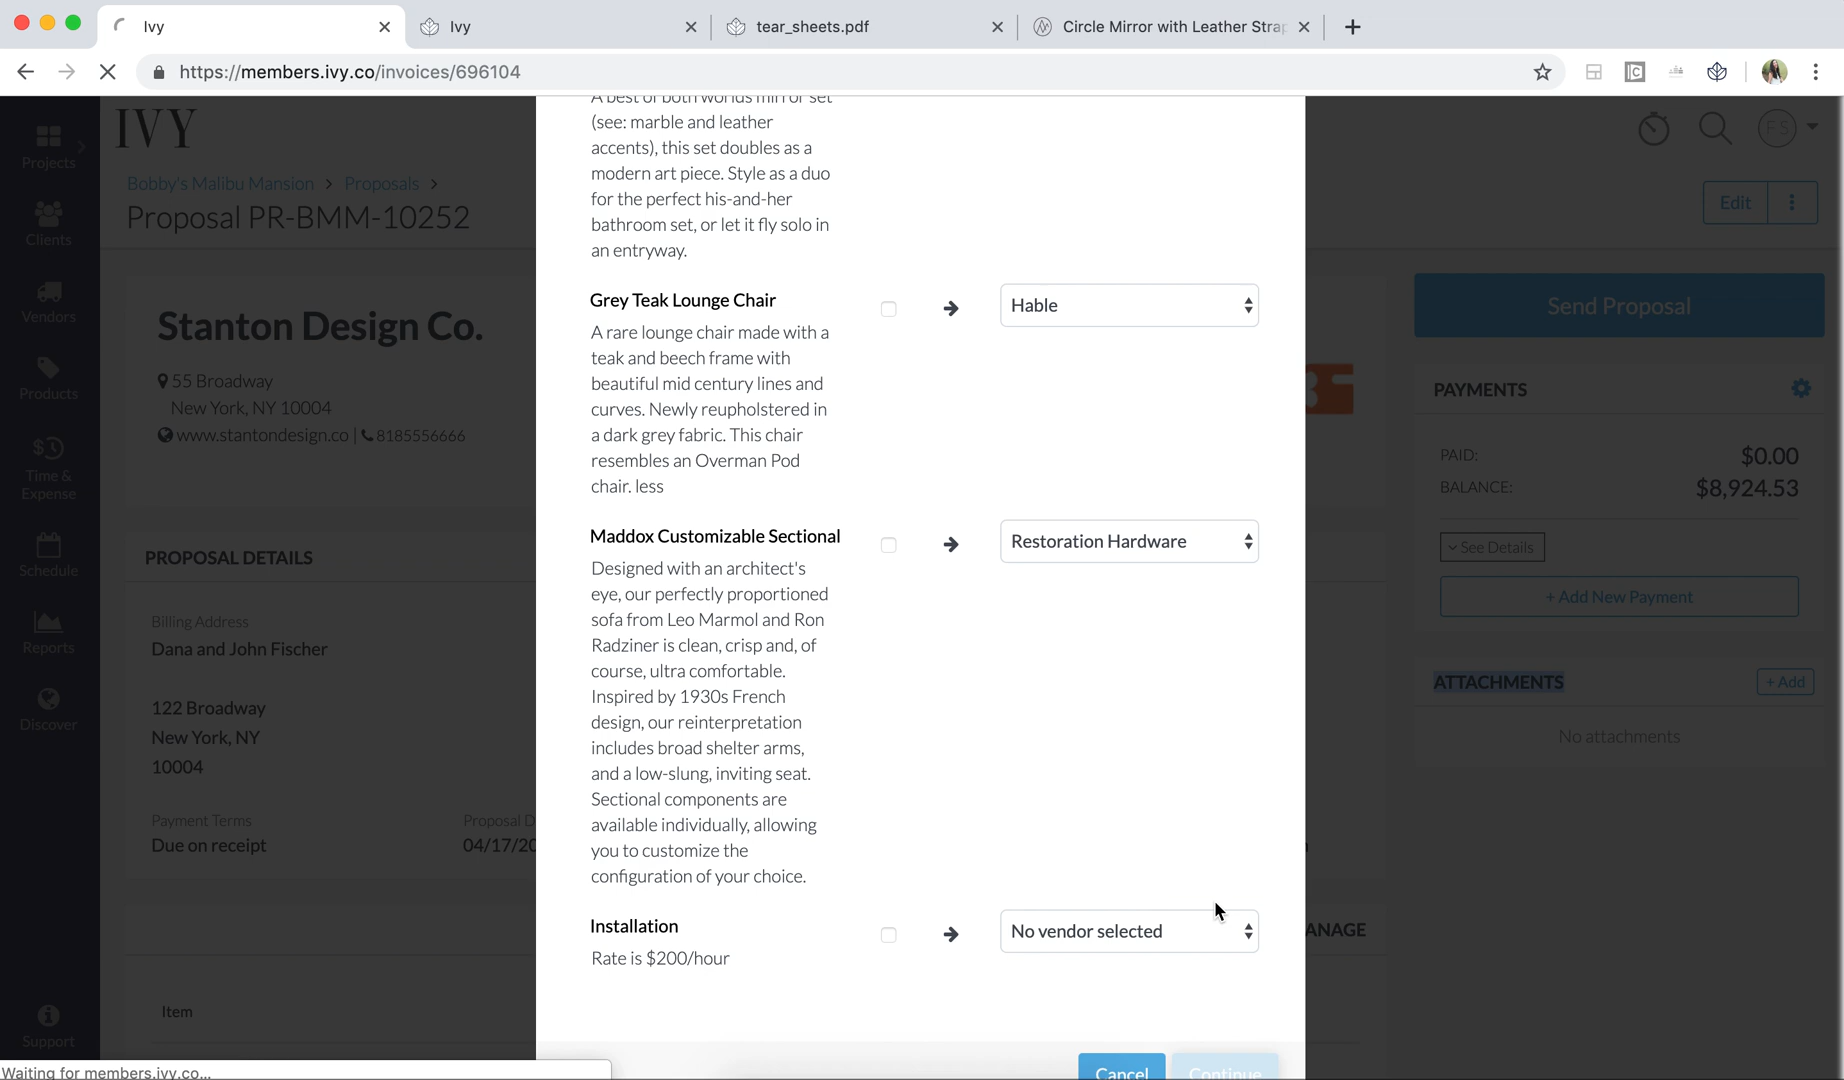 Ivy
Ivy
tear_sheets.pdf
Circle Mirror with Leather Strap
https://members.ivy.co/invoices/696104
IVY
FS
Projects
Clients
Vendors
Products
Time &
Expense
Schedule
Reports
Discover
Support
Bobby's Malibu Mansion > Proposals >
Proposal PR-BMM-10252
Edit
Stanton Design Co.
55 Broadway
New York, NY 10004
www.stantondesign.co | 8185556666
PROPOSAL DETAILS
Billing Address
Dana and John Fischer
122 Broadway
New York, NY
10004
Payment Terms
Due on receipt
Proposal D
04/17/20
Item
A best of both worlds mirror set
(see: marble and leather
accents), this set doubles as a
modern art piece. Style as a duo
for the perfect his-and-her
bathroom set, or let it fly solo in
an entryway.
Grey Teak Lounge Chair
Hable
A rare lounge chair made with a
teak and beech frame with
beautiful mid century lines and
curves. Newly reupholstered in
a dark grey fabric. This chair
resembles an Overman Pod
chair. less
Maddox Customizable Sectional
Restoration Hardware
Designed with an architect's
eye, our perfectly proportioned
sofa from Leo Marmol and Ron
Radziner is clean, crisp and, of
course, ultra comfortable.
Inspired by 1930s French
design, our reinterpretation
includes broad shelter arms,
and a low-slung, inviting seat.
Sectional components are
available individually, allowing
you to customize the
configuration of your choice.
Installation
No vendor selected
Rate is $200/hour
Cancel
Continue
Send Proposal
PAYMENTS
PAID: $0.00
BALANCE: $8,924.53
See Details
+ Add New Payment
ATTACHMENTS
+ Add
No attachments
ANAGE
Waiting for members.ivy.co...